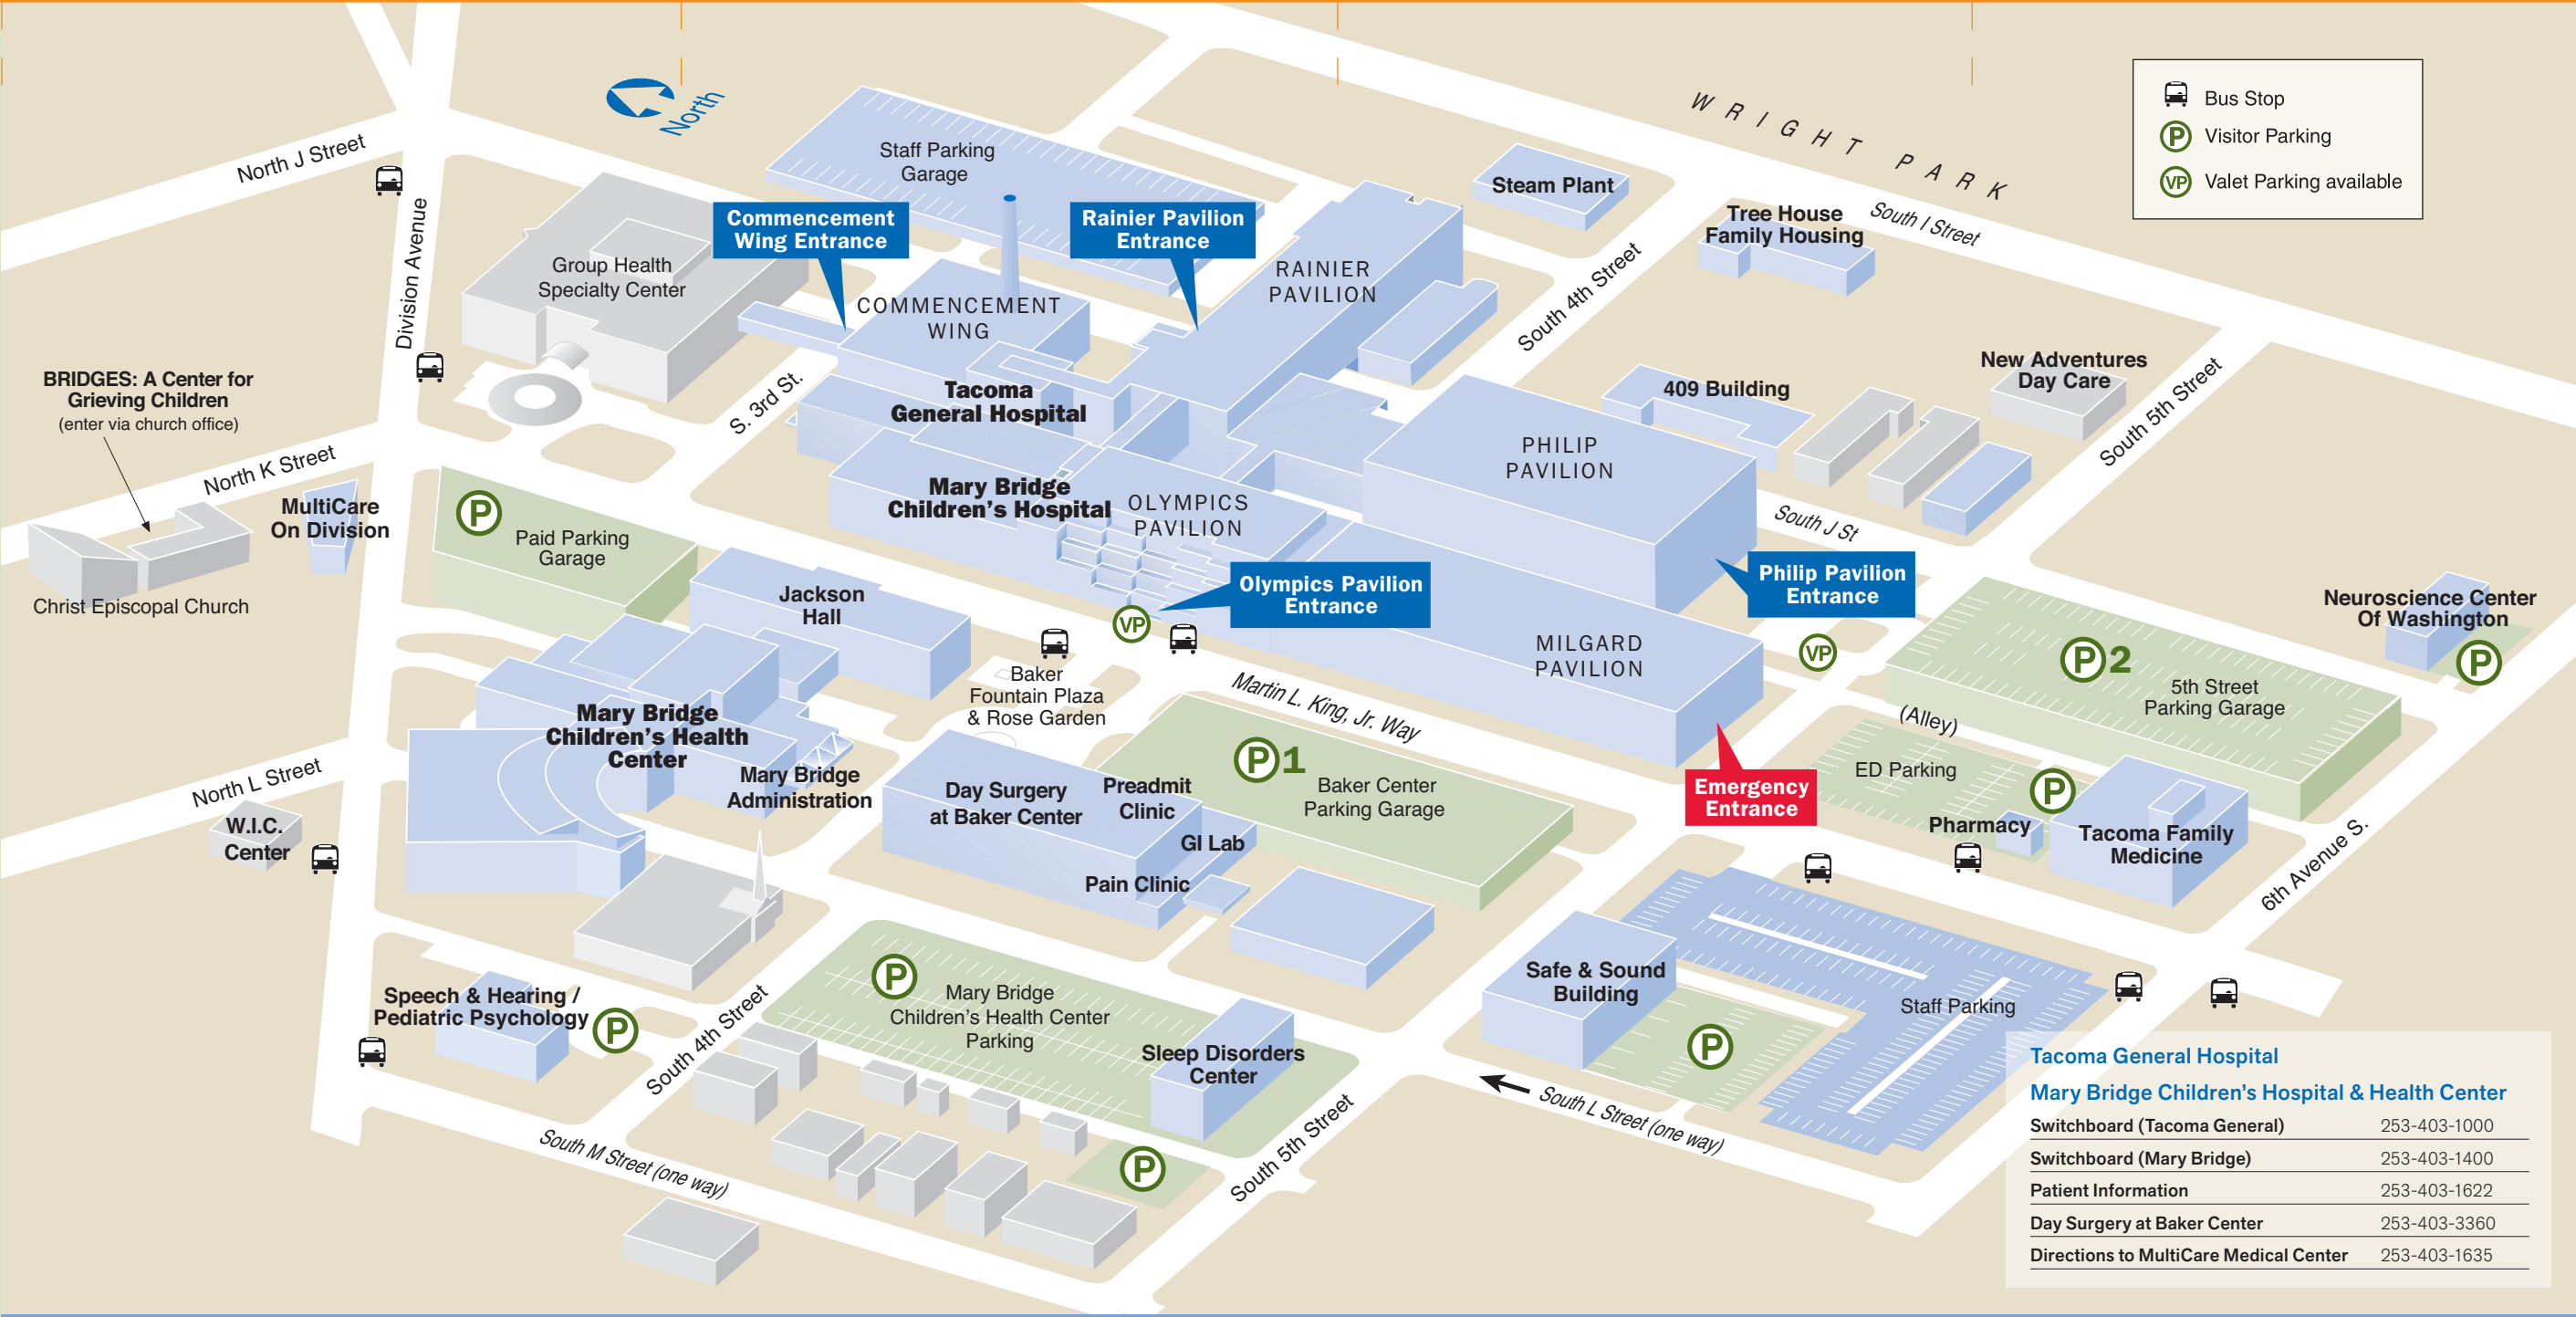 North
WRIGHT PARK
Bus Stop
P
Visitor Parking
VP
Valet Parking available
North J Street
Staff Parking
Garage
Steam Plant
Tree House
Family Housing
South I Street
Division Avenue
Commencement
Wing Entrance
Rainier Pavilion
Entrance
Group Health
Specialty Center
COMMENCEMENT
WING
RAINIER
PAVILION
South 4th Street
BRIDGES: A Center for
Grieving Children
(enter via church office)
S. 3rd St.
Tacoma
General Hospital
409 Building
New Adventures
Day Care
South 5th Street
North K Street
MultiCare
On Division
P
Paid Parking
Garage
Mary Bridge
Children's Hospital
OLYMPICS
PAVILION
PHILIP
PAVILION
South J St
Christ Episcopal Church
Jackson
Hall
Olympics Pavilion
Entrance
VP
Philip Pavilion
Entrance
Neuroscience Center
Of Washington
P
MILGARD
PAVILION
VP
P2
5th Street
Parking Garage
Baker
Fountain Plaza
& Rose Garden
Martin L. King, Jr. Way
(Alley)
Mary Bridge
Children's Health
Center
Mary Bridge
Administration
P1
Baker Center
Parking Garage
Emergency
Entrance
ED Parking
P
North L Street
W.I.C.
Center
Day Surgery
at Baker Center
Preadmit
Clinic
GI Lab
Pain Clinic
Pharmacy
Tacoma Family
Medicine
6th Avenue S.
Speech & Hearing /
Pediatric Psychology
P
South 4th Street
P
Mary Bridge
Children's Health Center
Parking
Sleep Disorders
Center
Safe & Sound
Building
P
Staff Parking
South L Street (one way)
South M Street (one way)
P
South 5th Street
Tacoma General Hospital
Mary Bridge Children's Hospital & Health Center
Switchboard (Tacoma General) 253-403-1000
Switchboard (Mary Bridge) 253-403-1400
Patient Information 253-403-1622
Day Surgery at Baker Center 253-403-3360
Directions to MultiCare Medical Center 253-403-1635